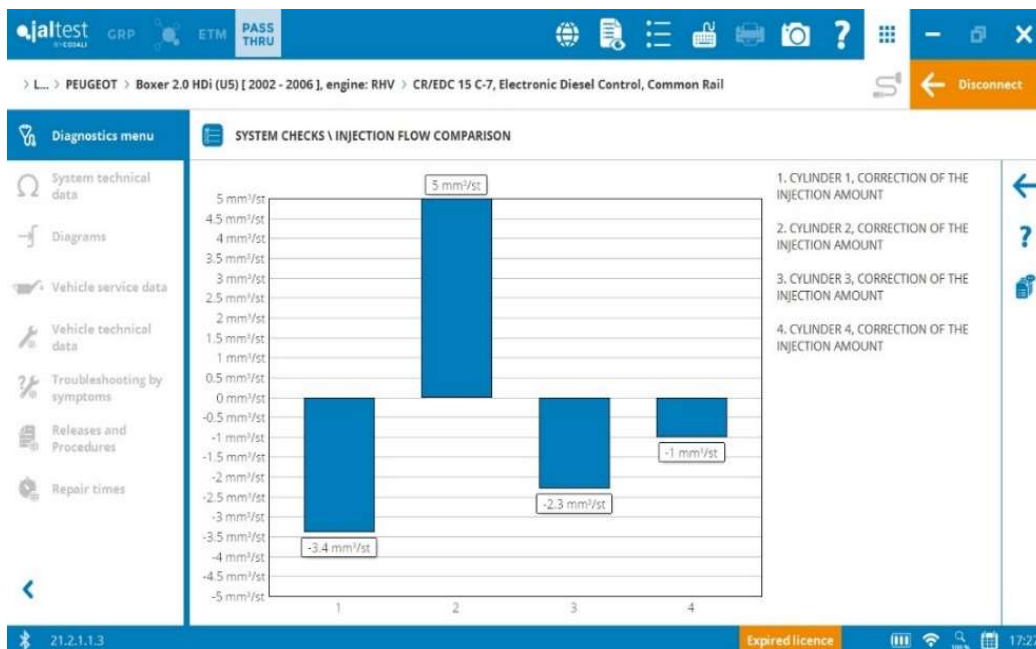 jaltest GRP ETM PASS THRU
BY COJALI
> L... > PEUGEOT > Boxer 2.0 HDi (U5) [ 2002 - 2006 ], engine: RHV > CR/EDC 15 C-7, Electronic Diesel Control, Common Rail
Disconnect
Diagnostics menu
System technical
data
Diagrams
Vehicle service data
Vehicle technical
data
Troubleshooting by
symptoms
Releases and
Procedures
Repair times
SYSTEM CHECKS \ INJECTION FLOW COMPARISON
5 mm³/st
5 mm³/st
4.5 mm³/st
4 mm³/st
3.5 mm³/st
3 mm³/st
2.5 mm³/st
2 mm³/st
1.5 mm³/st
1 mm³/st
0.5 mm³/st
0 mm³/st
-0.5 mm³/st
-1 mm³/st
-1.5 mm³/st
-2 mm³/st
-2.5 mm³/st
-3 mm³/st
-3.5 mm³/st
-4 mm³/st
-4.5 mm³/st
-5 mm³/st
-3.4 mm³/st
-2.3 mm³/st
-1 mm³/st
1 2 3 4
1. CYLINDER 1, CORRECTION OF THE
INJECTION AMOUNT
2. CYLINDER 2, CORRECTION OF THE
INJECTION AMOUNT
3. CYLINDER 3, CORRECTION OF THE
INJECTION AMOUNT
4. CYLINDER 4, CORRECTION OF THE
INJECTION AMOUNT
21.2.1.1.3
Expired licence
100 %
17:27